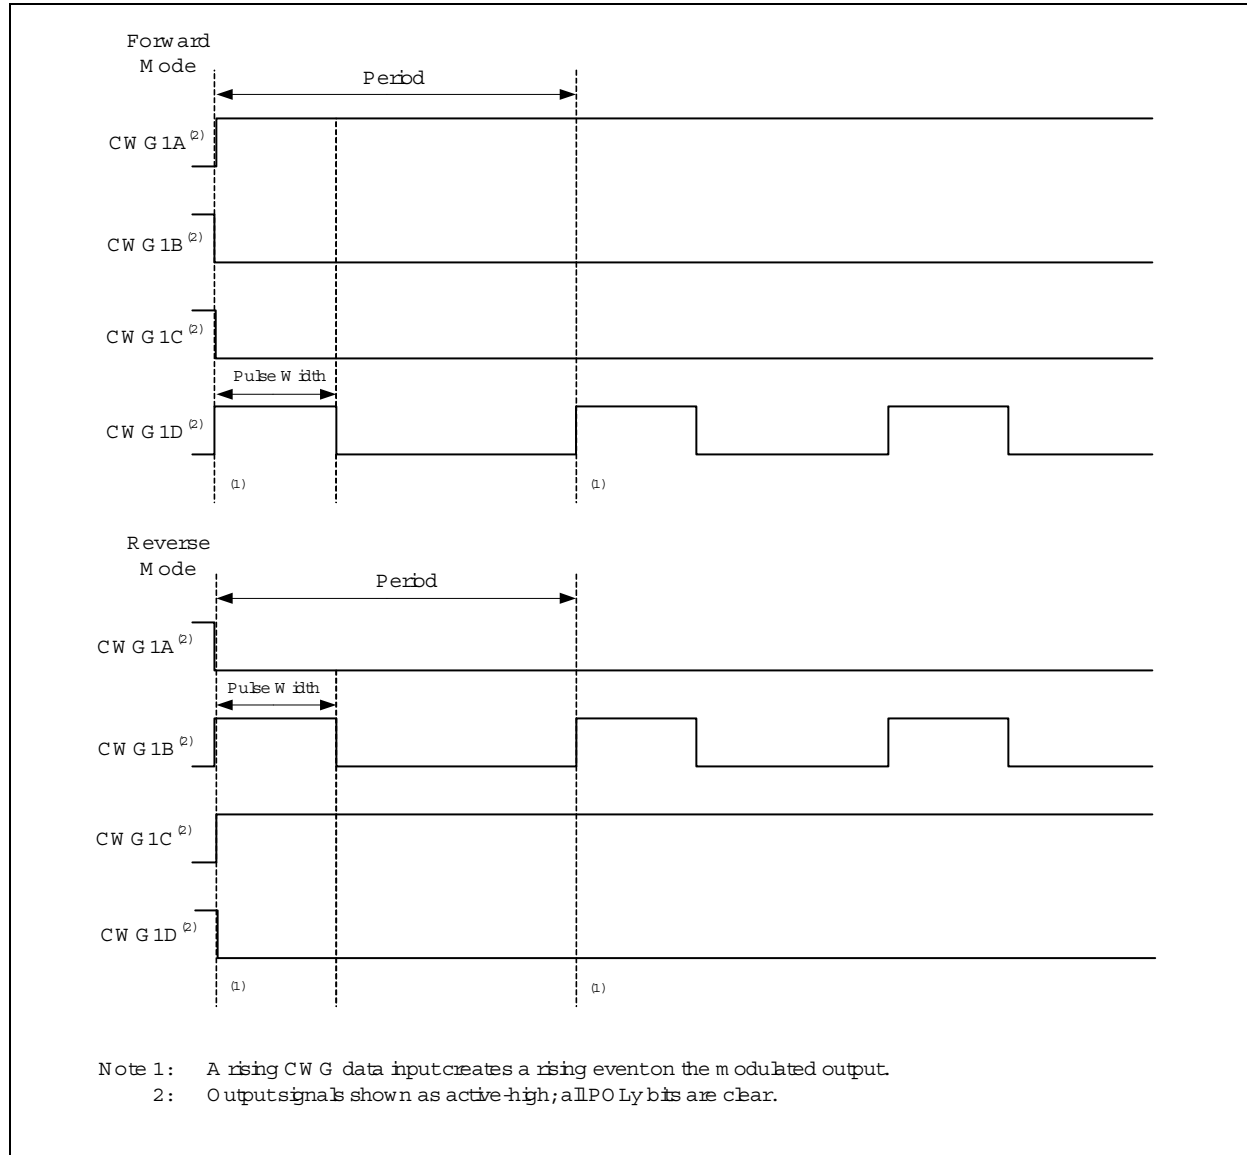 Forward
Mode
Period
CWG1A(2)
CWG1B(2)
CWG1C(2)
Pulse Width
CWG1D(2)
(1) (1)
Reverse
Mode
Period
CWG1A(2)
Pulse Width
CWG1B(2)
CWG1C(2)
CWG1D(2)
(1) (1)
Note 1: A rising CWG data input creates a rising event on the modulated output.
2: Output signals shown as active-high; all POLy bits are clear.